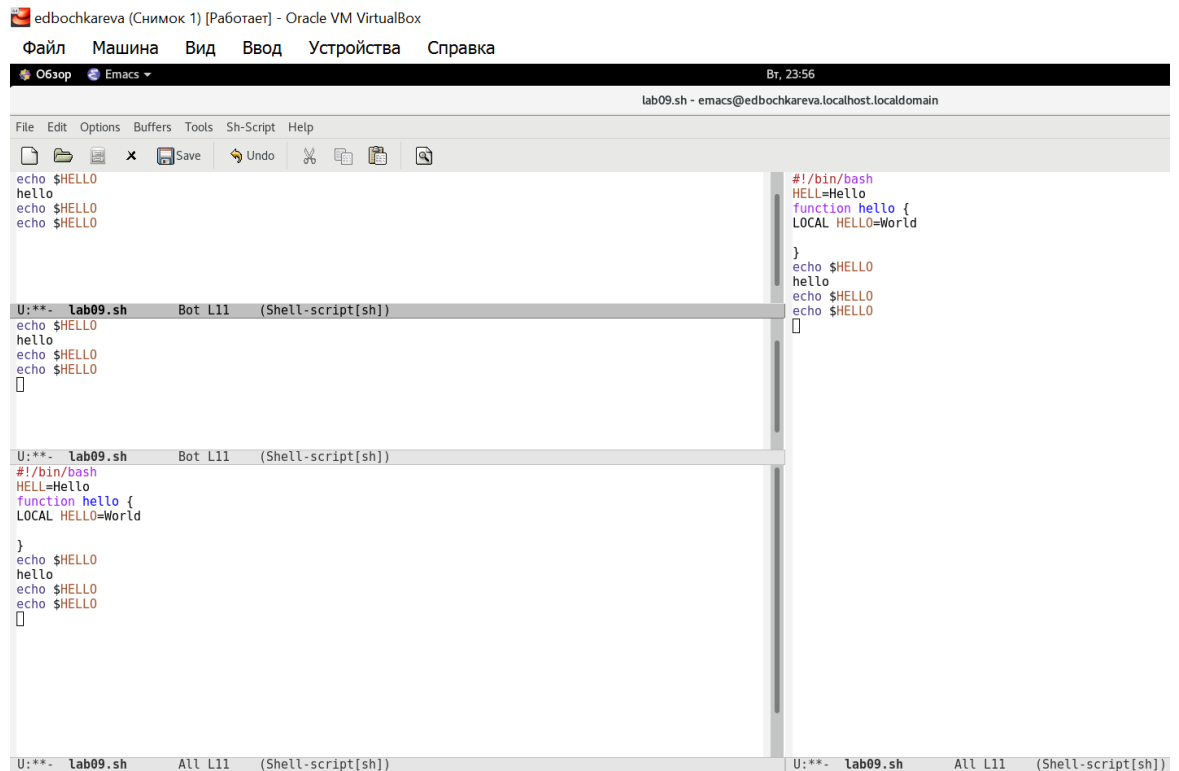 edbochkareva (Снимок 1) [Работает] - Oracle VM VirtualBox
Файл Машина Вид Ввод Устройства Справка
Обзор Emacs Вт, 23:56
lab09.sh - emacs@edbochkareva.localhost.localdomain
File Edit Options Buffers Tools Sh-Script Help
Save Undo
echo $HELLO
hello
echo $HELLO
echo $HELLO
U:**- lab09.sh Bot L11 (Shell-script[sh])
echo $HELLO
hello
echo $HELLO
echo $HELLO
U:**- lab09.sh Bot L11 (Shell-script[sh])
#!/bin/bash
HELL=Hello
function hello {
LOCAL HELLO=World
}
echo $HELLO
hello
echo $HELLO
echo $HELLO
U:**- lab09.sh All L11 (Shell-script[sh])
#!/bin/bash
HELL=Hello
function hello {
LOCAL HELLO=World
}
echo $HELLO
hello
echo $HELLO
echo $HELLO
U:**- lab09.sh All L11 (Shell-script[sh])